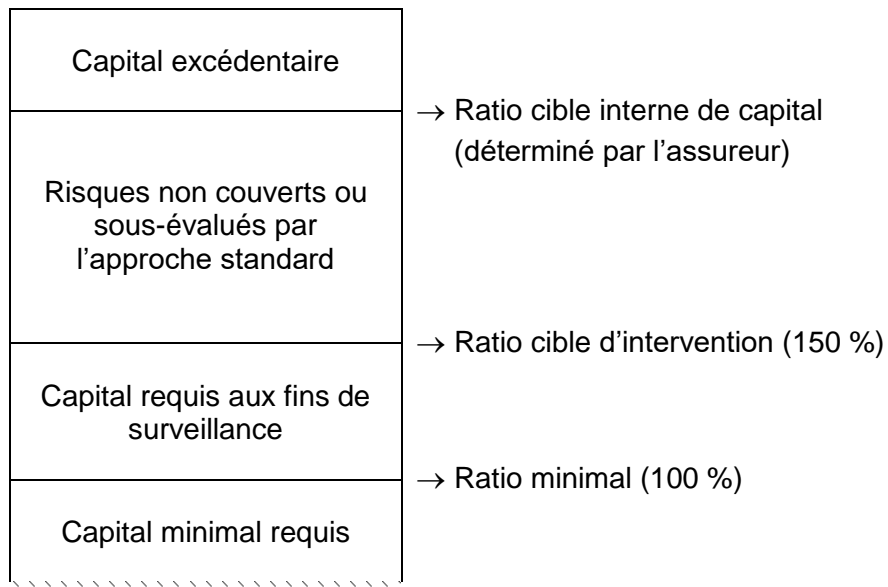 Capital excédentaire
→ Ratio cible interne de capital
(déterminé par l’assureur)
Risques non couverts ou
sous-évalués par
l’approche standard
→ Ratio cible d’intervention (150 %)
Capital requis aux fins de
surveillance
→ Ratio minimal (100 %)
Capital minimal requis